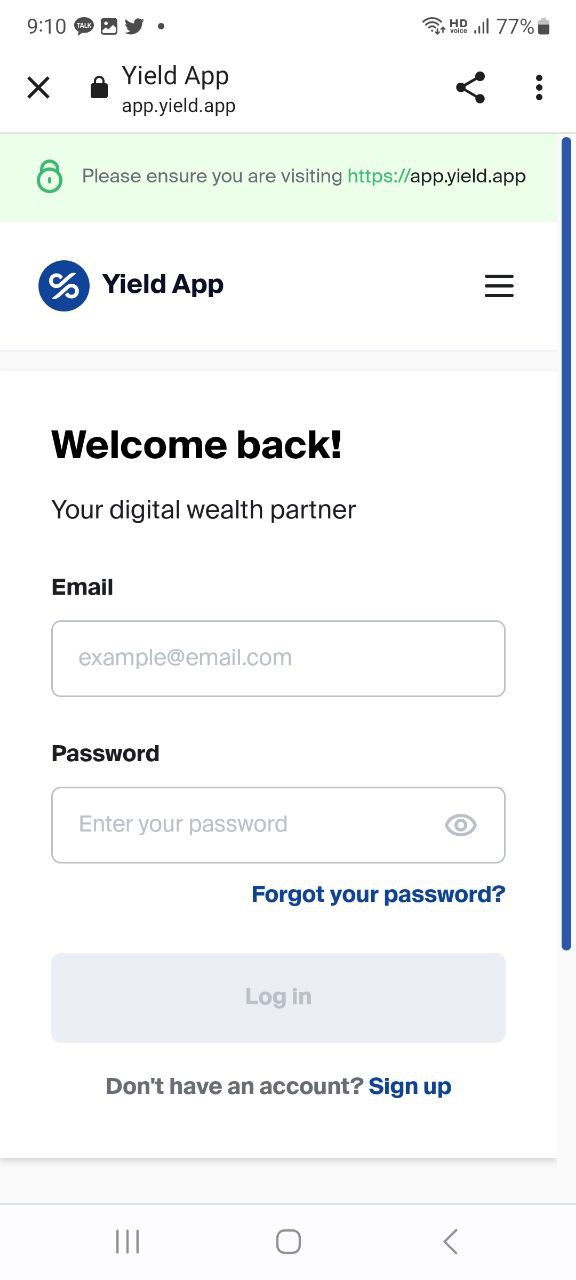 9:10 TALK HD voice 77%
Yield App
app.yield.app
Please ensure you are visiting https://app.yield.app
Yield App
Welcome back!
Your digital wealth partner
Email
example@email.com
Password
Enter your password
Forgot your password?
Log in
Don't have an account? Sign up